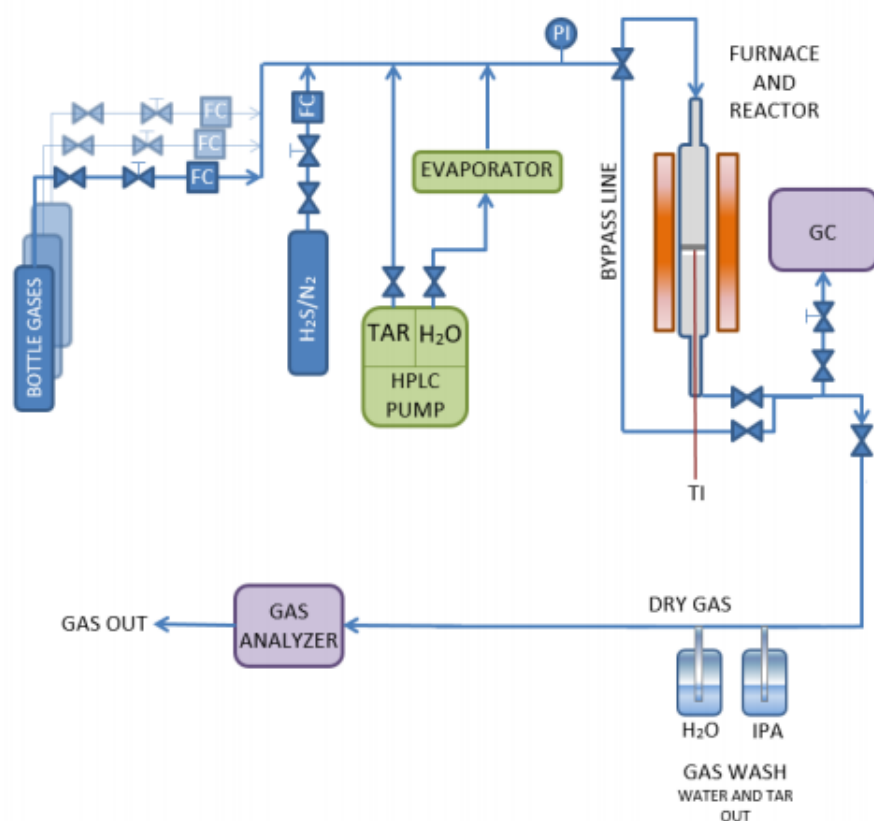 PI
FURNACE
AND
REACTOR
FC
FC
FC
FC
EVAPORATOR
BYPASS LINE
GC
BOTTLE GASES
H₂S/N₂
TAR
H₂O
HPLC
PUMP
TI
DRY GAS
GAS OUT
GAS
ANALYZER
H₂O
IPA
GAS WASH
WATER AND TAR
OUT